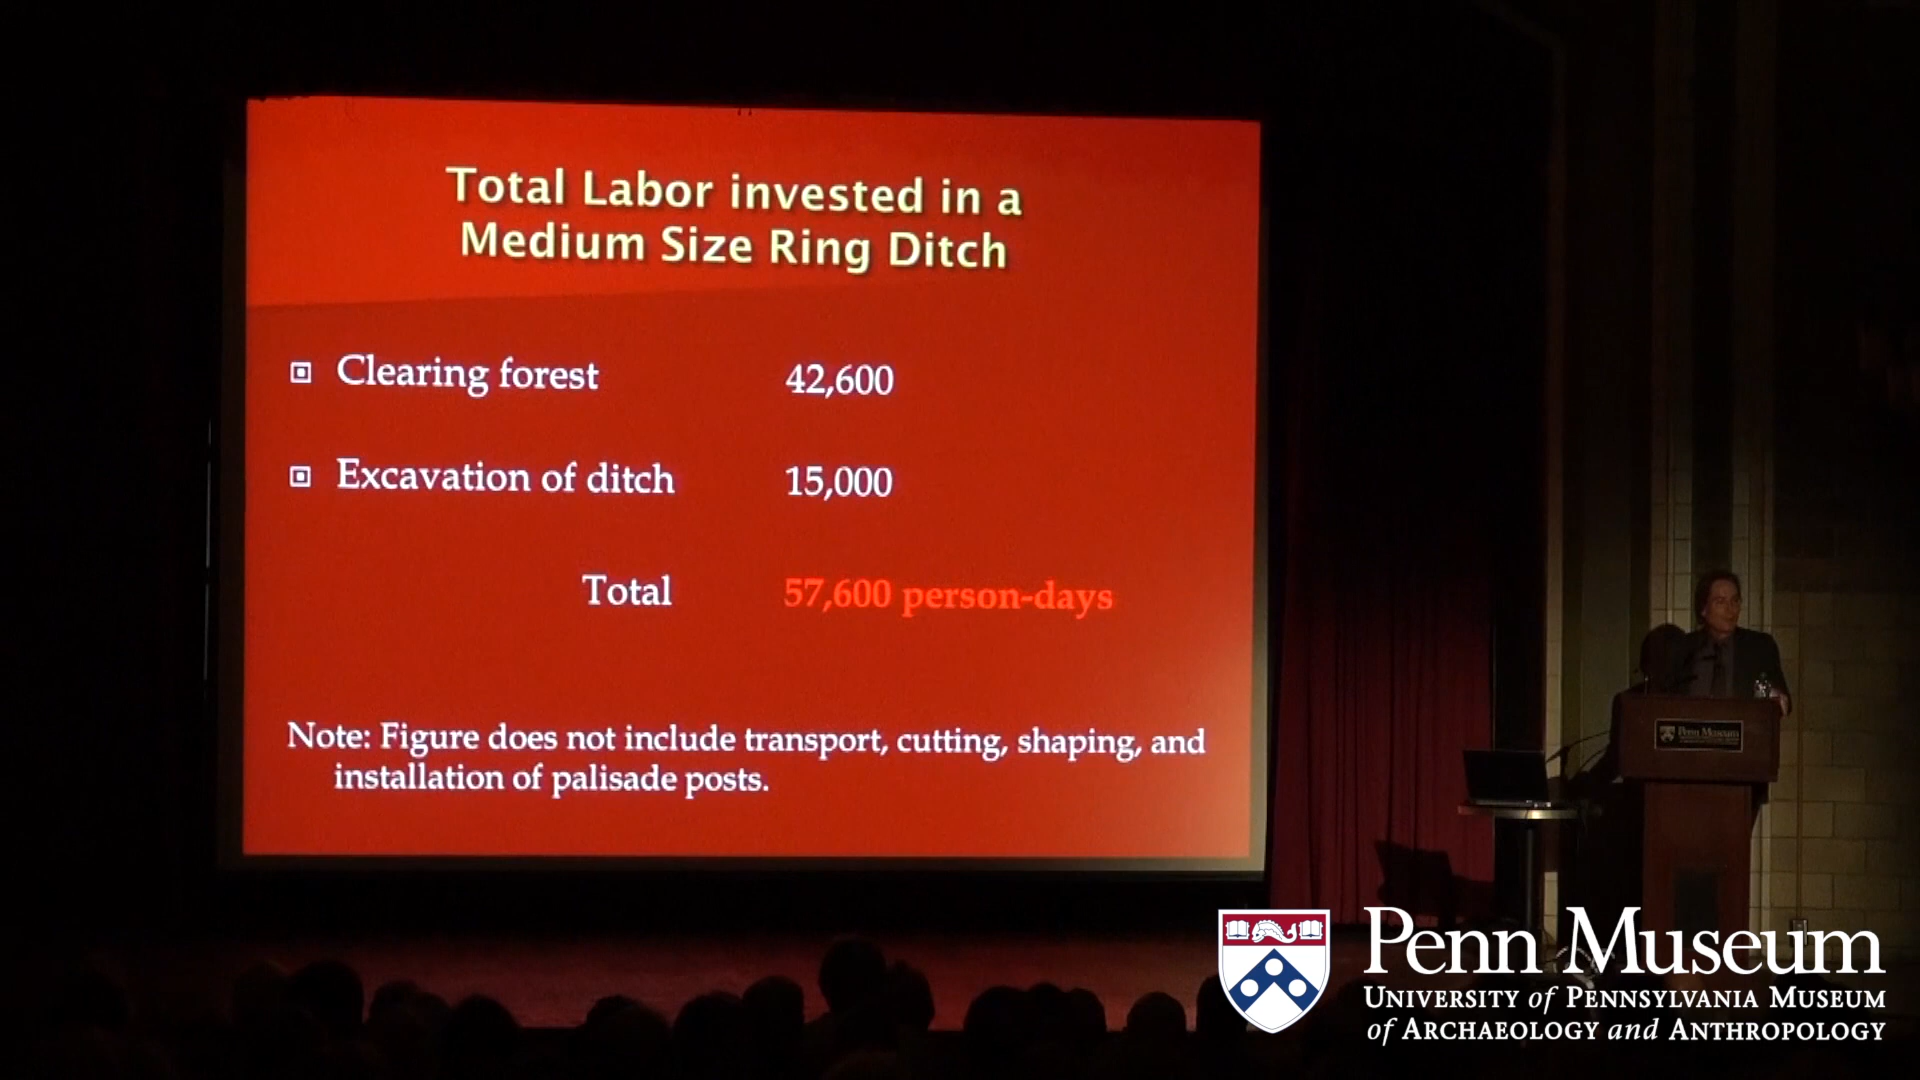 Total Labor invested in a
Medium Size Ring Ditch
Clearing forest 42,600
Excavation of ditch 15,000
Total 57,600 person-days
Note: Figure does not include transport, cutting, shaping, and
installation of palisade posts.
Penn Museum
Penn Museum
University of Pennsylvania Museum
of Archaeology and Anthropology